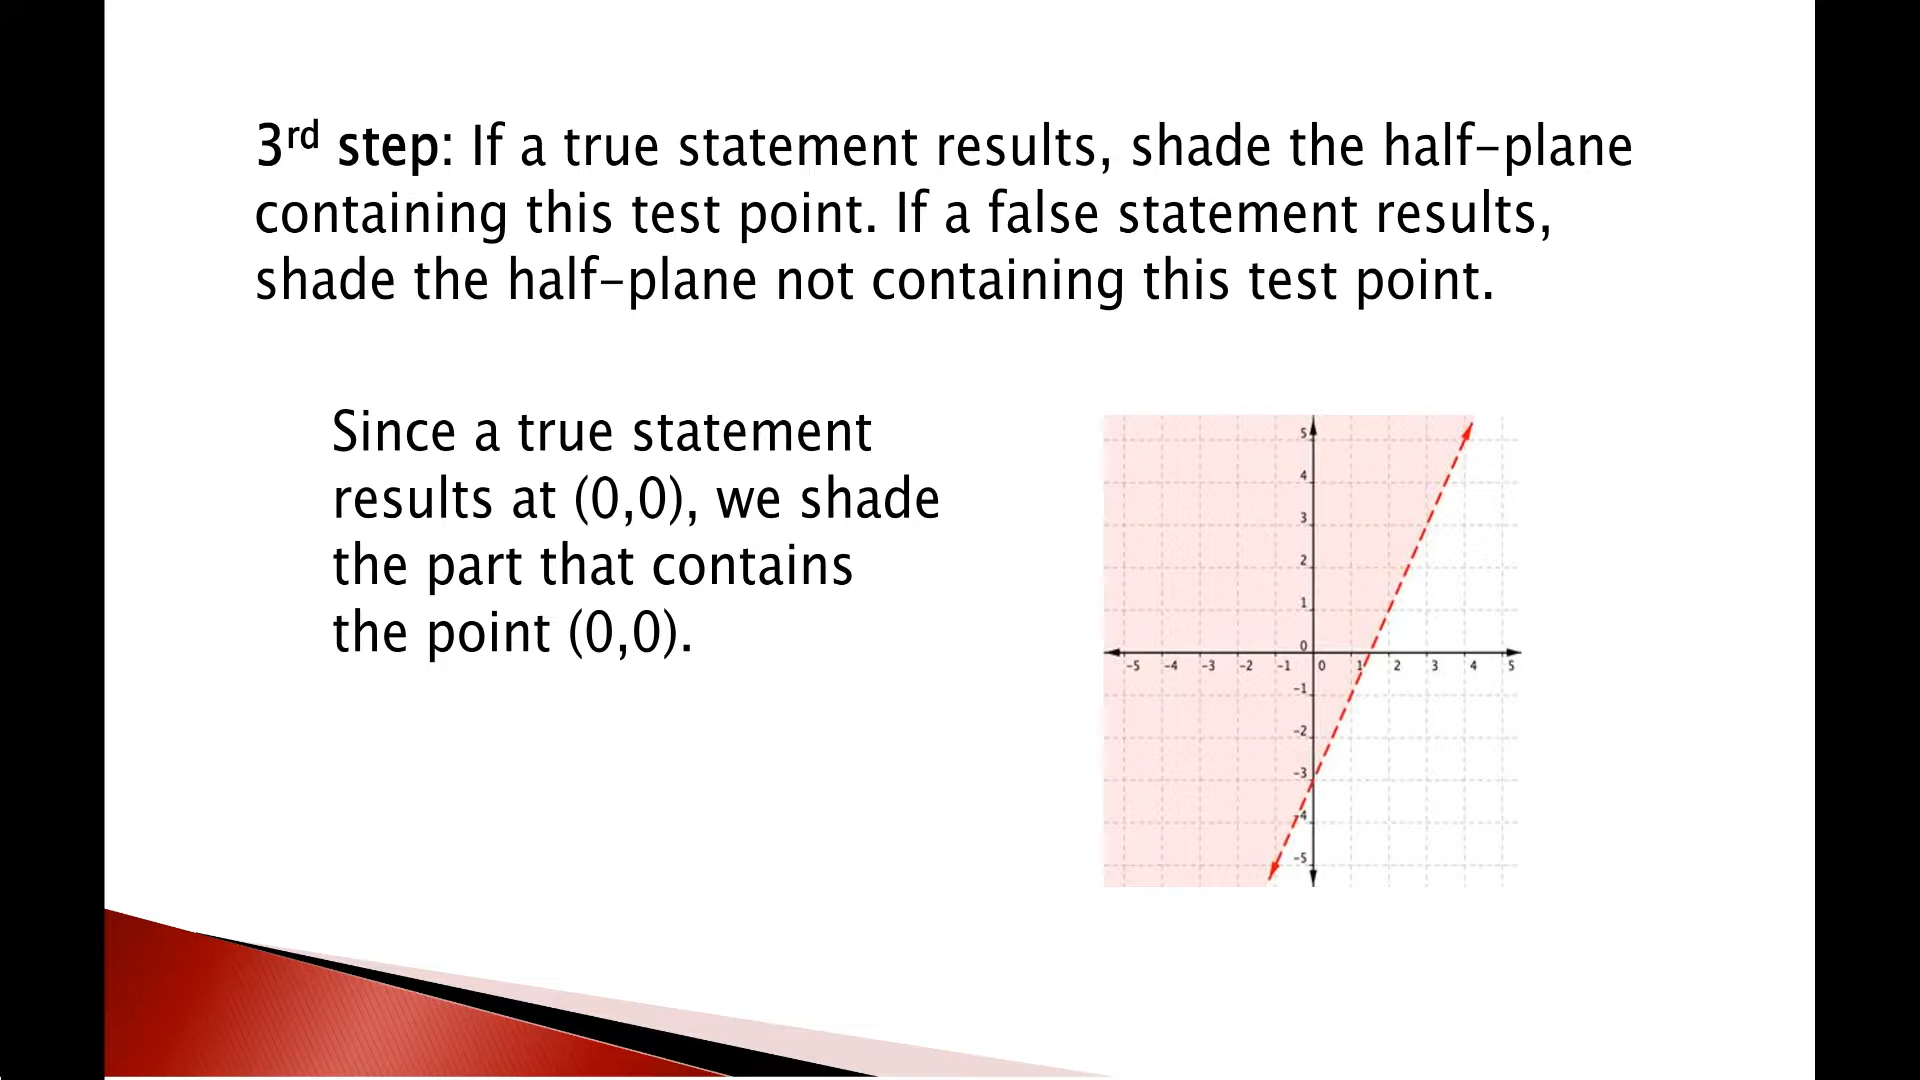 3rd step: If a true statement results, shade the half-plane
containing this test point. If a false statement results,
shade the half-plane not containing this test point.
Since a true statement
results at (0,0), we shade
the part that contains
the point (0,0).
5
4
3
2
1
0
-5 -4 -3 -2 -1 0 1 2 3 4 5
-1
-2
-3
-4
-5